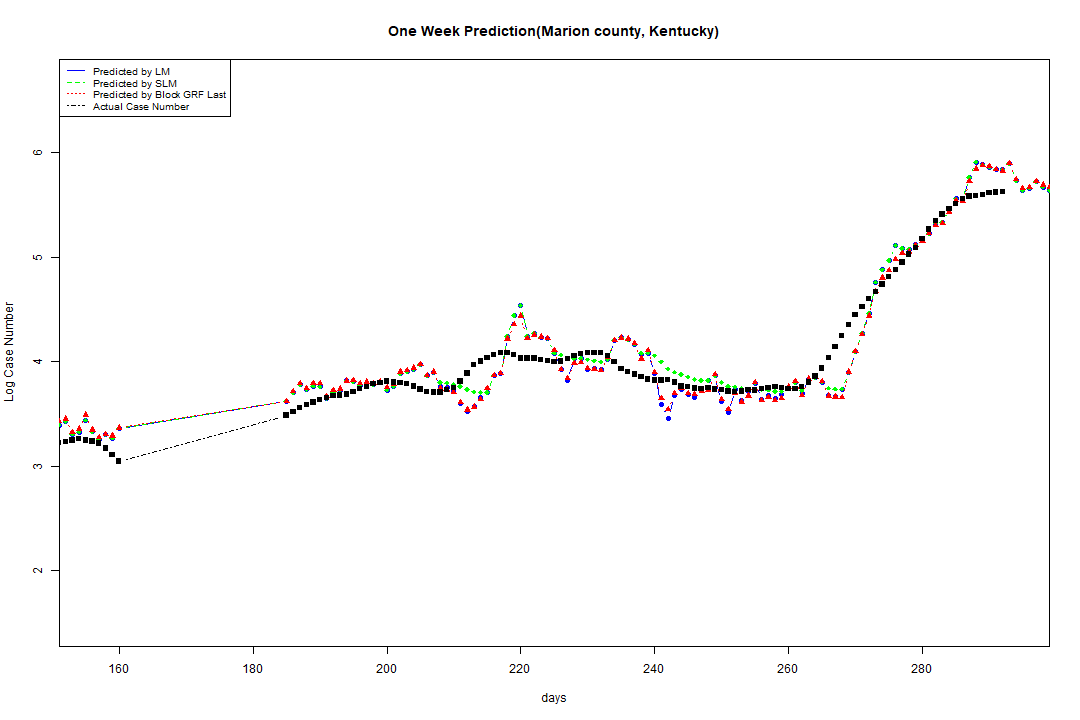 One Week Prediction(Marion county, Kentucky)
Predicted by LM
Predicted by SLM
Predicted by Block GRF Last
Actual Case Number
Log Case Number
6
5
4
3
2
160 180 200 220 240 260 280
days